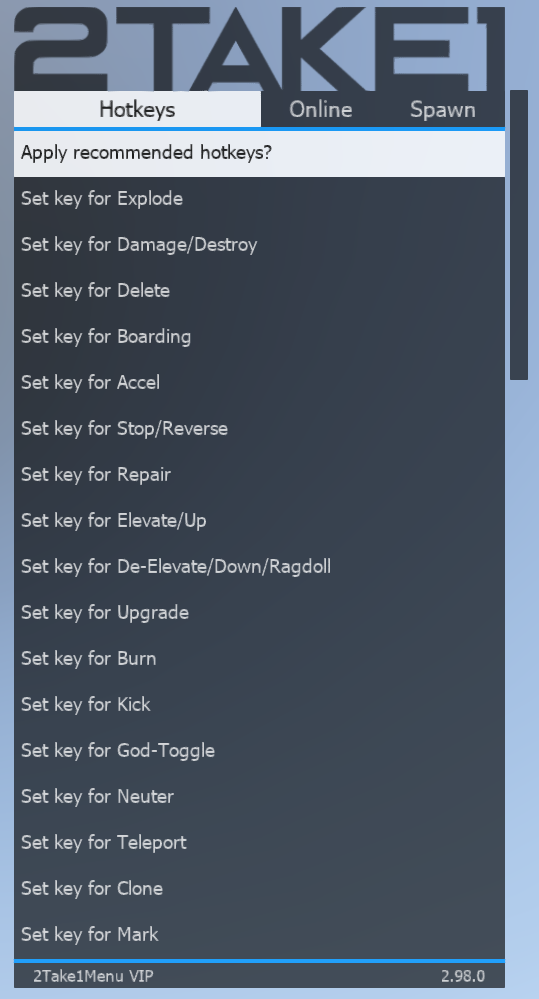 2TAKE1
Hotkeys Online Spawn
Apply recommended hotkeys?
Set key for Explode
Set key for Damage/Destroy
Set key for Delete
Set key for Boarding
Set key for Accel
Set key for Stop/Reverse
Set key for Repair
Set key for Elevate/Up
Set key for De-Elevate/Down/Ragdoll
Set key for Upgrade
Set key for Burn
Set key for Kick
Set key for God-Toggle
Set key for Neuter
Set key for Teleport
Set key for Clone
Set key for Mark
2Take1Menu VIP 2.98.0